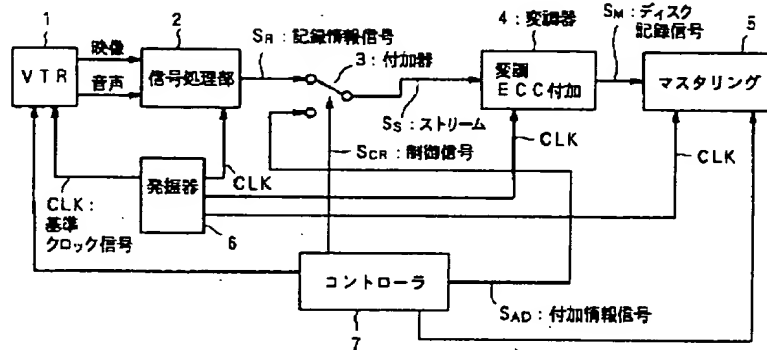 1
VTR
映像
音声
2
信号処理部
SR：記録情報信号
3：付加器
SS：ストリーム
SCR：制御信号
4：変調器
変調
ECC付加
SM：ディスク
記録信号
5
マスタリング
CLK
CLK
CLK
発振器
6
CLK：
基準
クロック信号
コントローラ
7
SAD：付加情報信号